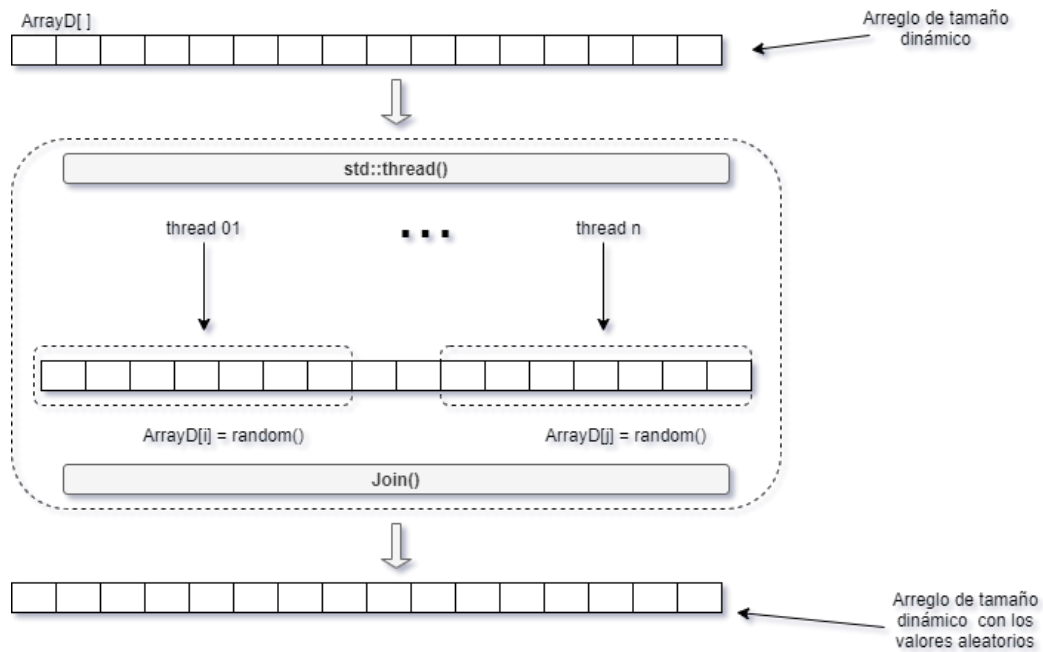 ArrayD[ ]
Arreglo de tamaño
dinámico
std::thread()
thread 01
...
thread n
ArrayD[i] = random()
ArrayD[j] = random()
Join()
Arreglo de tamaño
dinámico con los
valores aleatorios